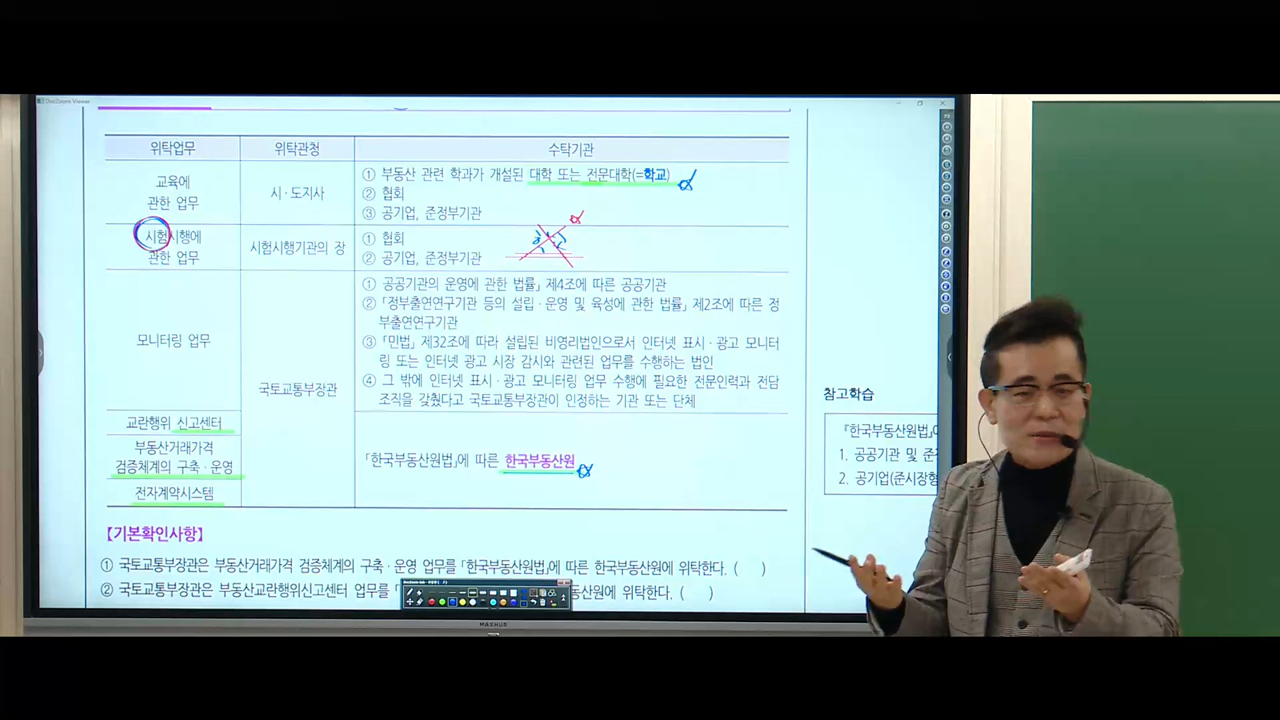 DocZoom Viewer
위탁업무 위탁관청 수탁기관
교육에
관한 업무
시·도지사
① 부동산 관련 학과가 개설된 대학 또는 전문대학(=학교)
② 협회
③ 공기업, 준정부기관
시험시행에
관한 업무
시험시행기관의 장
① 협회
② 공기업, 준정부기관
모니터링 업무
국토교통부장관
① 공공기관의 운영에 관한 법률」 제4조에 따른 공공기관
② 「정부출연연구기관 등의 설립·운영 및 육성에 관한 법률」 제2조에 따른 정
부출연연구기관
③ 「민법」 제32조에 따라 설립된 비영리법인으로서 인터넷 표시·광고 모니터
링 또는 인터넷 광고 시장 감시와 관련된 업무를 수행하는 법인
④ 그 밖에 인터넷 표시·광고 모니터링 업무 수행에 필요한 전문인력과 전담
조직을 갖췄다고 국토교통부장관이 인정하는 기관 또는 단체
교란행위 신고센터
부동산거래가격
검증체계의 구축·운영
전자계약시스템
「한국부동산원법」에 따른 한국부동산원
【기본확인사항】
① 국토교통부장관은 부동산거래가격 검증체계의 구축·운영 업무를 「한국부동산원법」에 따른 한국부동산원에 위탁한다. ( )
② 국토교통부장관은 부동산교란행위신고센터 업무를 「 동산원에 위탁한다. ( )
참고학습
『한국부동산원법』에
1. 공공기관 및 준
2. 공기업(준시장형
MAXHUB